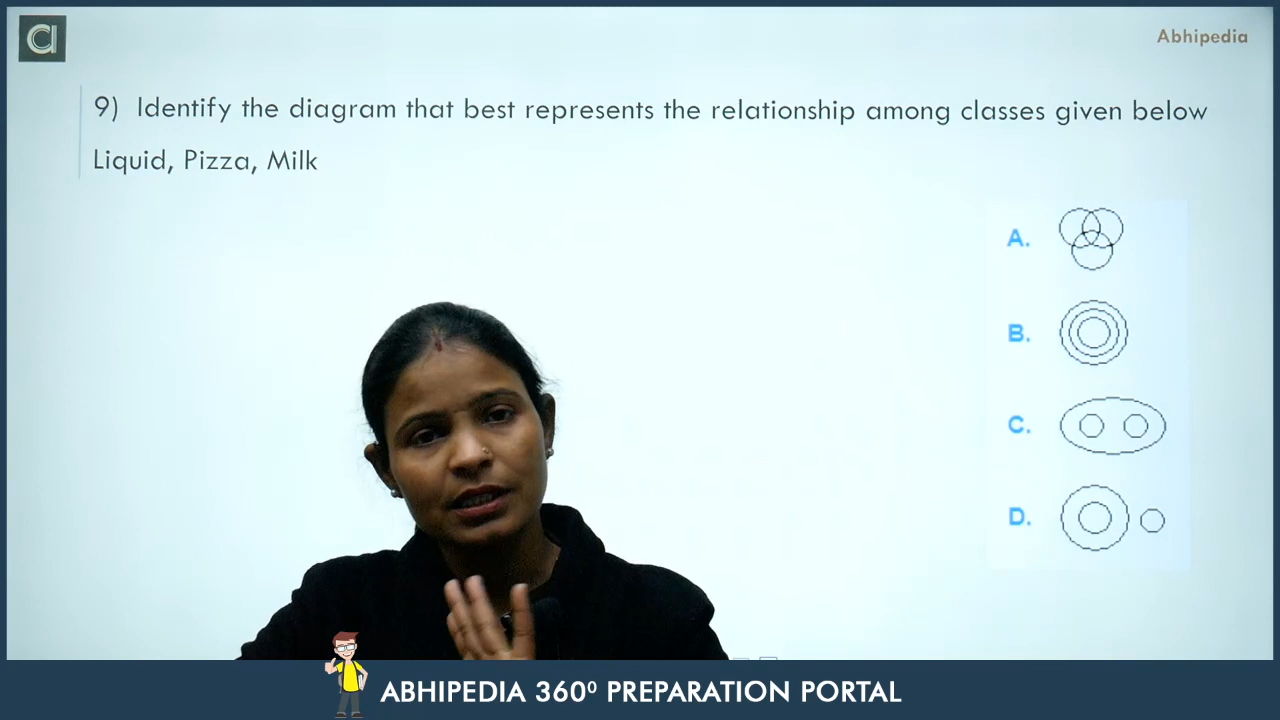 a
Abhipedia
9) Identify the diagram that best represents the relationship among classes given below
Liquid, Pizza, Milk
A.
B.
C.
D.
ABHIPEDIA 360⁰ PREPARATION PORTAL